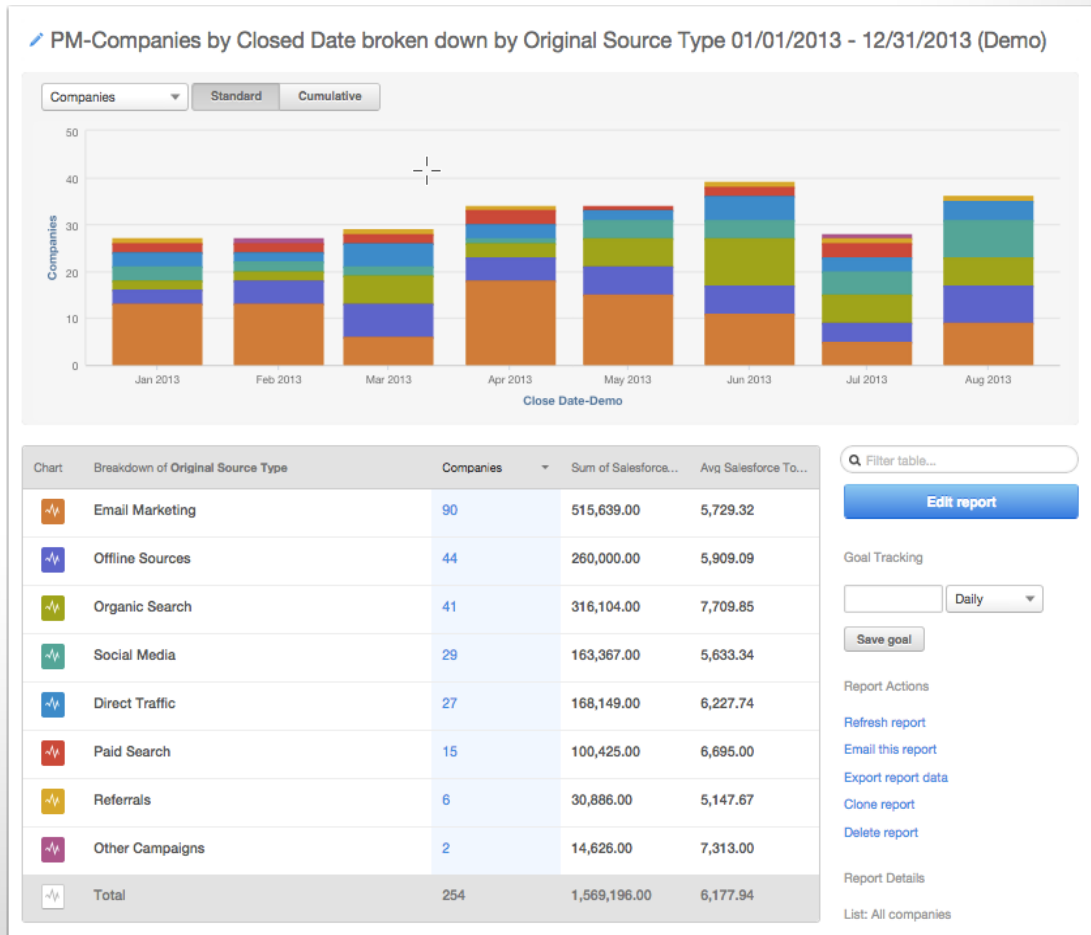 PM-Companies by Closed Date broken down by Original Source Type 01/01/2013 - 12/31/2013 (Demo)
Companies Standard Cumulative
50
40
30
20
10
0
Companies
Jan 2013 Feb 2013 Mar 2013 Apr 2013 May 2013 Jun 2013 Jul 2013 Aug 2013
Close Date-Demo
Chart Breakdown of Original Source Type Companies Sum of Salesforce... Avg Salesforce To...
Email Marketing 90 515,639.00 5,729.32
Offline Sources 44 260,000.00 5,909.09
Organic Search 41 316,104.00 7,709.85
Social Media 29 163,367.00 5,633.34
Direct Traffic 27 168,149.00 6,227.74
Paid Search 15 100,425.00 6,695.00
Referrals 6 30,886.00 5,147.67
Other Campaigns 2 14,626.00 7,313.00
Total 254 1,569,196.00 6,177.94
Filter table...
Edit report
Goal Tracking
Daily
Save goal
Report Actions
Refresh report
Email this report
Export report data
Clone report
Delete report
Report Details
List: All companies